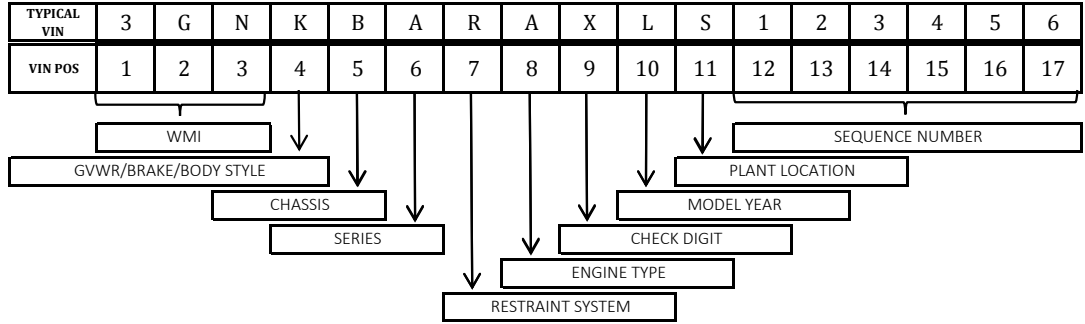 TYPICAL VIN 3 G N K B A R A X L S 1 2 3 4 5 6
VIN POS 1 2 3 4 5 6 7 8 9 10 11 12 13 14 15 16 17
WMI SEQUENCE NUMBER
GVWR/BRAKE/BODY STYLE PLANT LOCATION
CHASSIS MODEL YEAR
SERIES CHECK DIGIT
ENGINE TYPE
RESTRAINT SYSTEM